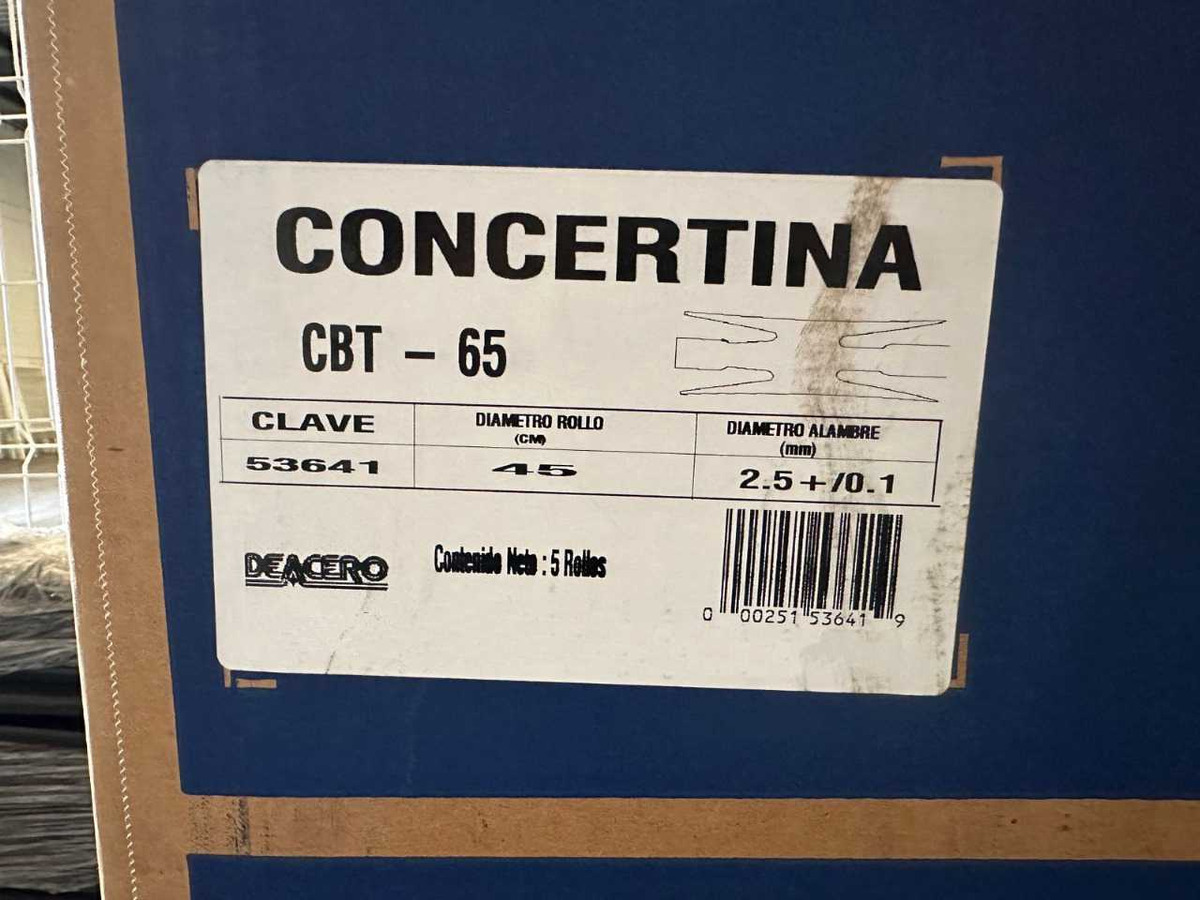 CONCERTINA
CBT - 65
CLAVE DIAMETRO ROLLO (CM) DIAMETRO ALAMBRE (mm)
53641 45 2.5+/0.1
DEACERO Contenido Neto : 5 Rollos
0 00251 53641 9